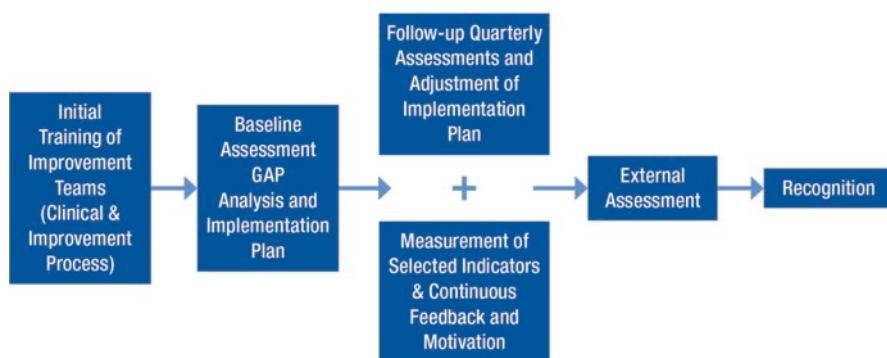 Initial
Training of
Improvement
Teams
(Clinical &
Improvement
Process)
Baseline
Assessment
GAP
Analysis and
Implementation
Plan
Follow-up Quarterly
Assessments and
Adjustment of
Implementation
Plan
+
Measurement of
Selected Indicators
& Continuous
Feedback and
Motivation
External
Assessment
Recognition